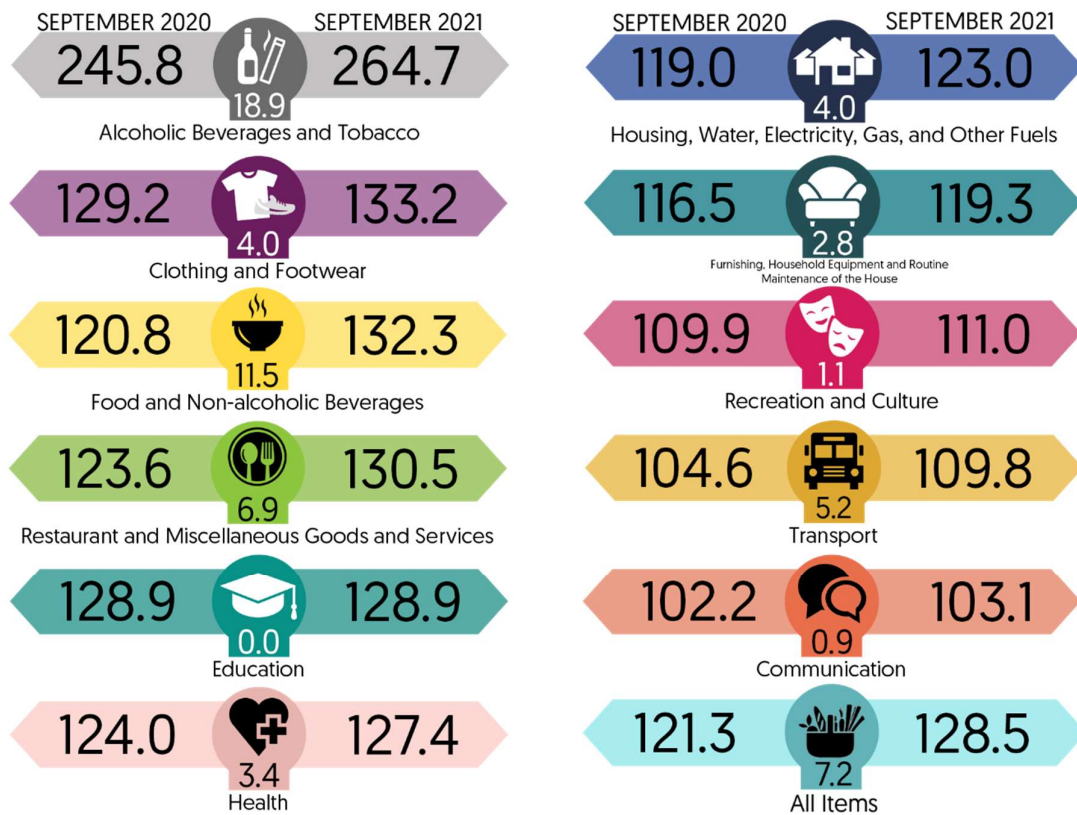 SEPTEMBER 2020 SEPTEMBER 2021
245.8 264.7
18.9
Alcoholic Beverages and Tobacco
129.2 133.2
4.0
Clothing and Footwear
120.8 132.3
11.5
Food and Non-alcoholic Beverages
123.6 130.5
6.9
Restaurant and Miscellaneous Goods and Services
128.9 128.9
0.0
Education
124.0 127.4
3.4
Health
SEPTEMBER 2020 SEPTEMBER 2021
119.0 123.0
4.0
Housing, Water, Electricity, Gas, and Other Fuels
116.5 119.3
2.8
Furnishing, Household Equipment and Routine
Maintenance of the House
109.9 111.0
1.1
Recreation and Culture
104.6 109.8
5.2
Transport
102.2 103.1
0.9
Communication
121.3 128.5
7.2
All Items